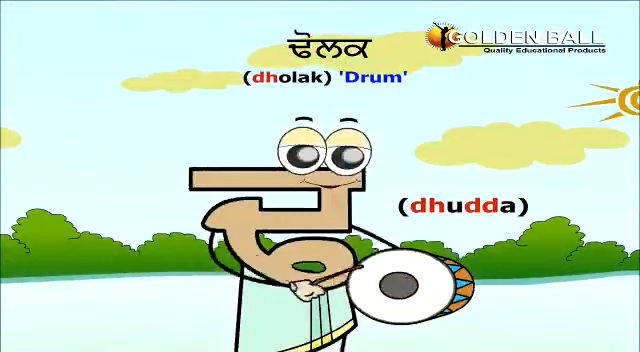 ਢੋਲਕ
(dholak) 'Drum'
GOLDEN BALL
Quality Educational Products
ਢ
(dhudda)